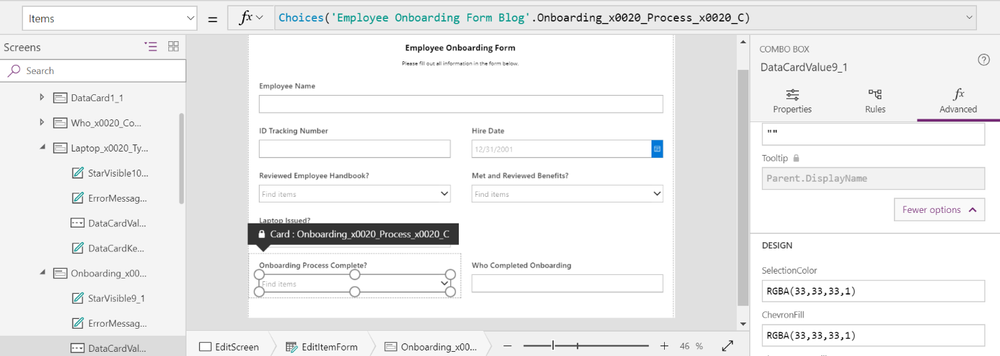 Items
=
fx
Choices('Employee Onboarding Form Blog'.Onboarding_x0020_Process_x0020_C)
Screens
Search
DataCard1_1
Who_x0020_Co...
Laptop_x0020_Ty...
StarVisible10...
ErrorMessag...
DataCardVal...
DataCardKe...
Onboarding_x00...
StarVisible9_1
ErrorMessag...
DataCardVal...
Employee Onboarding Form
Please fill out all information in the form below.
Employee Name
ID Tracking Number
Hire Date
12/31/2001
Reviewed Employee Handbook?
Met and Reviewed Benefits?
Find items
Find items
Laptop Issued?
Card : Onboarding_x0020_Process_x0020_C
Onboarding Process Complete?
Who Completed Onboarding
Find items
EditScreen
EditItemForm
Onboarding_x00...
46 %
COMBO BOX
DataCardValue9_1
?
Properties
Rules
fx
Advanced
""
Tooltip
Parent.DisplayName
Fewer options
DESIGN
SelectionColor
RGBA(33,33,33,1)
ChevronFill
RGBA(33,33,33,1)